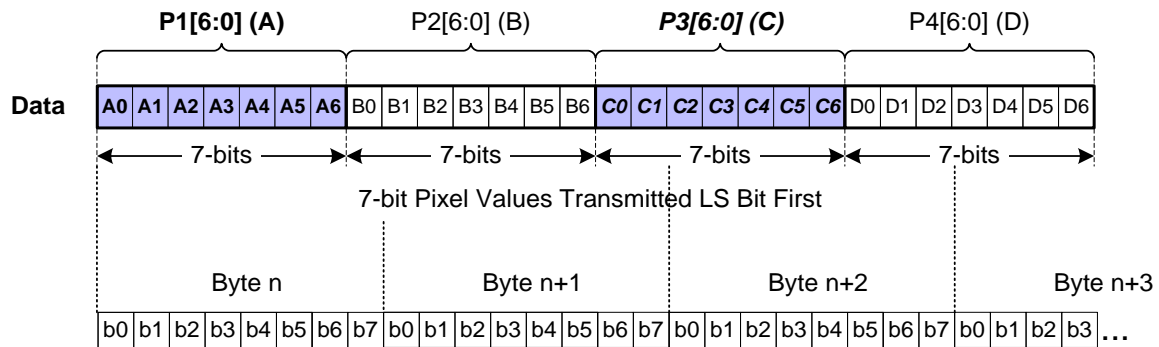 P1[6:0] (A) P2[6:0] (B) P3[6:0] (C) P4[6:0] (D)
Data A0 A1 A2 A3 A4 A5 A6 B0 B1 B2 B3 B4 B5 B6 C0 C1 C2 C3 C4 C5 C6 D0 D1 D2 D3 D4 D5 D6
7-bits 7-bits 7-bits 7-bits
7-bit Pixel Values Transmitted LS Bit First
Byte n Byte n+1 Byte n+2 Byte n+3
b0 b1 b2 b3 b4 b5 b6 b7 b0 b1 b2 b3 b4 b5 b6 b7 b0 b1 b2 b3 b4 b5 b6 b7 b0 b1 b2 b3 ...